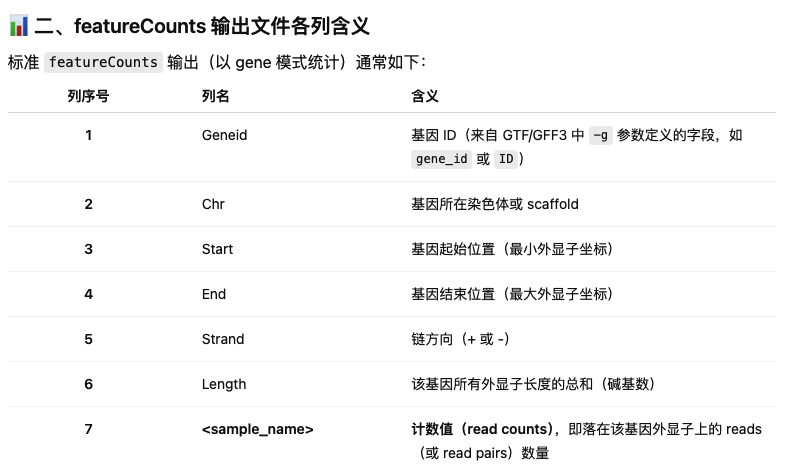 📊 二、featureCounts 输出文件各列含义
标准 featureCounts 输出（以 gene 模式统计）通常如下：
列序号 列名 含义
1 Geneid 基因 ID（来自 GTF/GFF3 中 -g 参数定义的字段，如
gene_id 或 ID）
2 Chr 基因所在染色体或 scaffold
3 Start 基因起始位置（最小外显子坐标）
4 End 基因结束位置（最大外显子坐标）
5 Strand 链方向（+ 或 -）
6 Length 该基因所有外显子长度的总和（碱基数）
7 <sample_name> 计数值（read counts），即落在该基因外显子上的 reads
（或 read pairs）数量